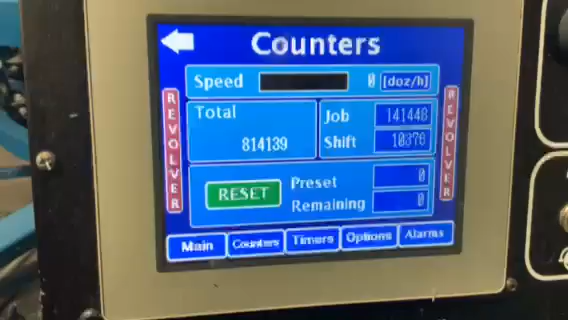 Counters
Speed 0 [doz/h]
REVOLVER
Total
814139
Job 141448
Shift 10376
REVOLVER
RESET
Preset 0
Remaining 0
Main Counters Timers Options Alarms